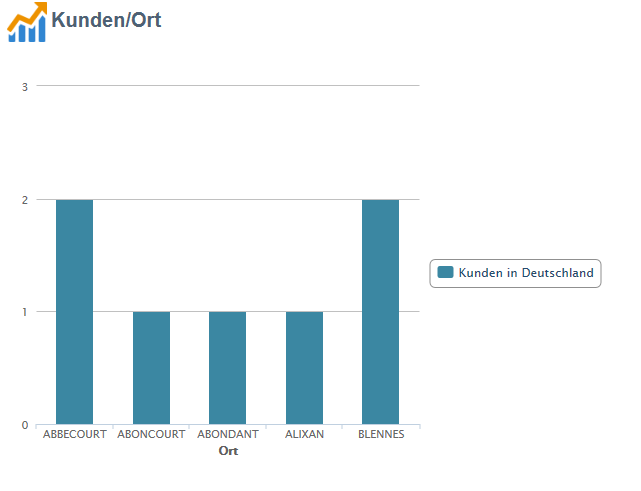 Kunden/Ort
3
2
1
0
ABBECOURT ABONCOURT ABONDANT ALIXAN BLENNES
Ort
Kunden in Deutschland